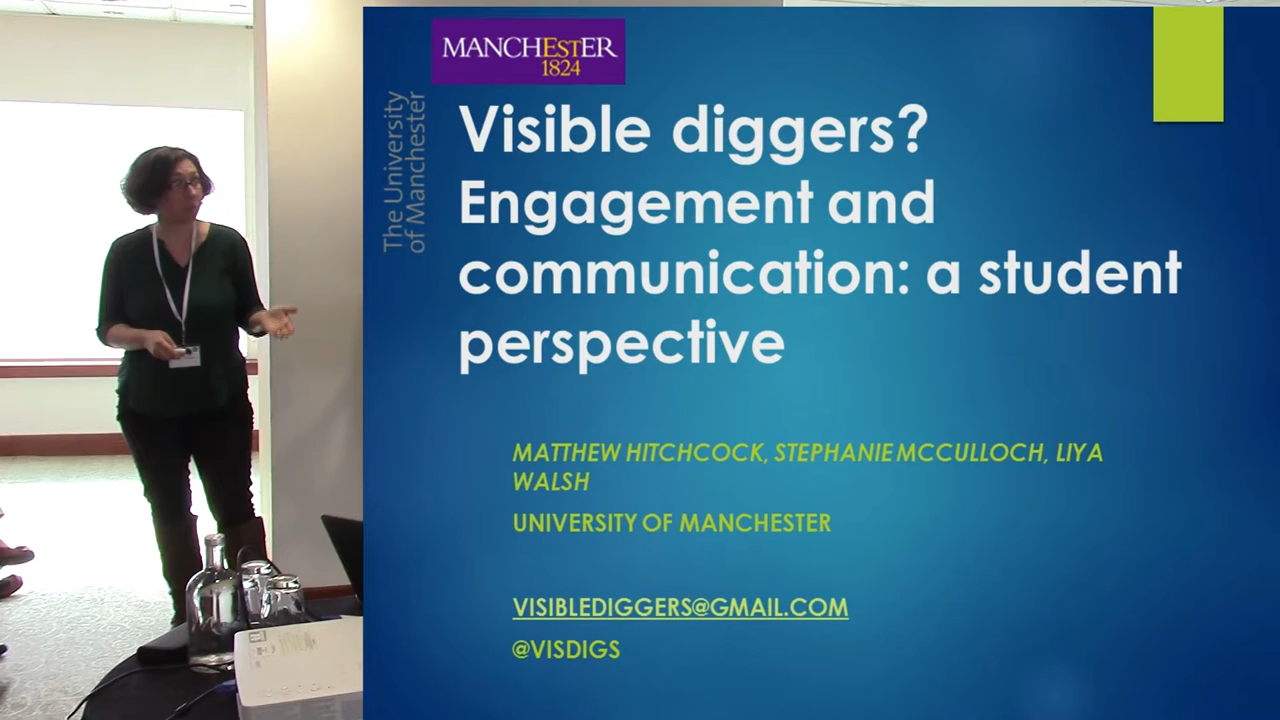 MANCHESTER
1824
The University
of Manchester
Visible diggers?
Engagement and
communication: a student
perspective
MATTHEW HITCHCOCK, STEPHANIE MCCULLOCH, LIYA
WALSH
UNIVERSITY OF MANCHESTER
VISIBLEDIGGERS@GMAIL.COM
@VISDIGS